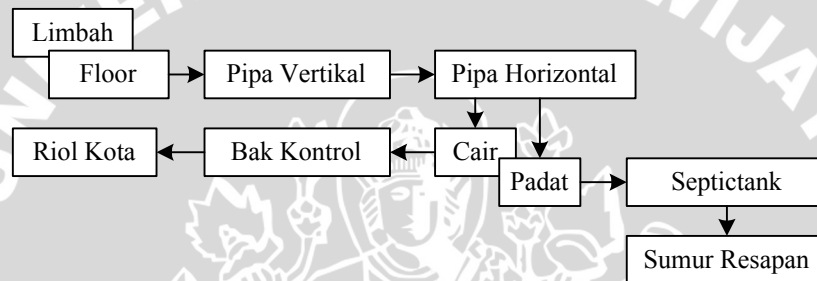 Limbah
Floor
Pipa Vertikal
Pipa Horizontal
Riol Kota
Bak Kontrol
Cair
Padat
Septictank
Sumur Resapan